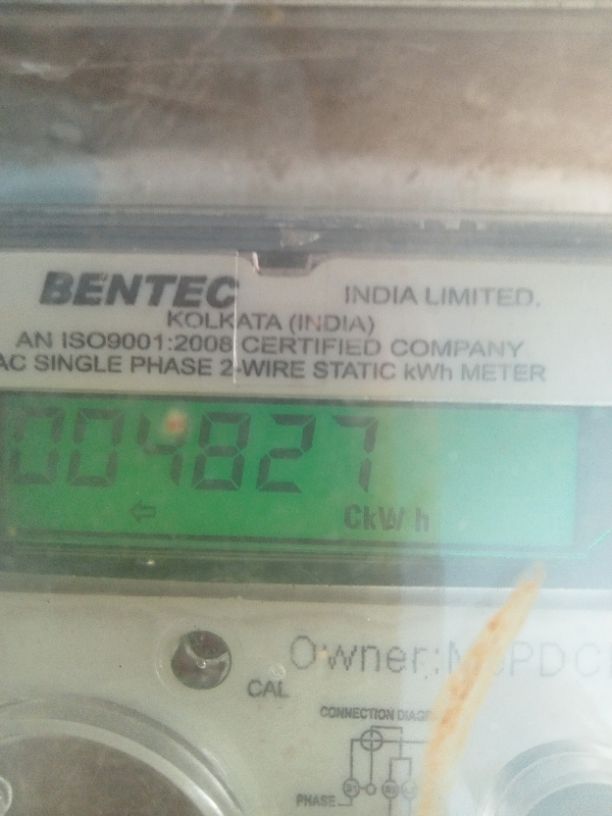 BENTEC INDIA LIMITED.
KOLKATA (INDIA)
AN ISO9001:2008 CERTIFIED COMPANY
AC SINGLE PHASE 2-WIRE STATIC kWh METER
004827
CkWh
Owner:
CAL
CONNECTION
PHASE